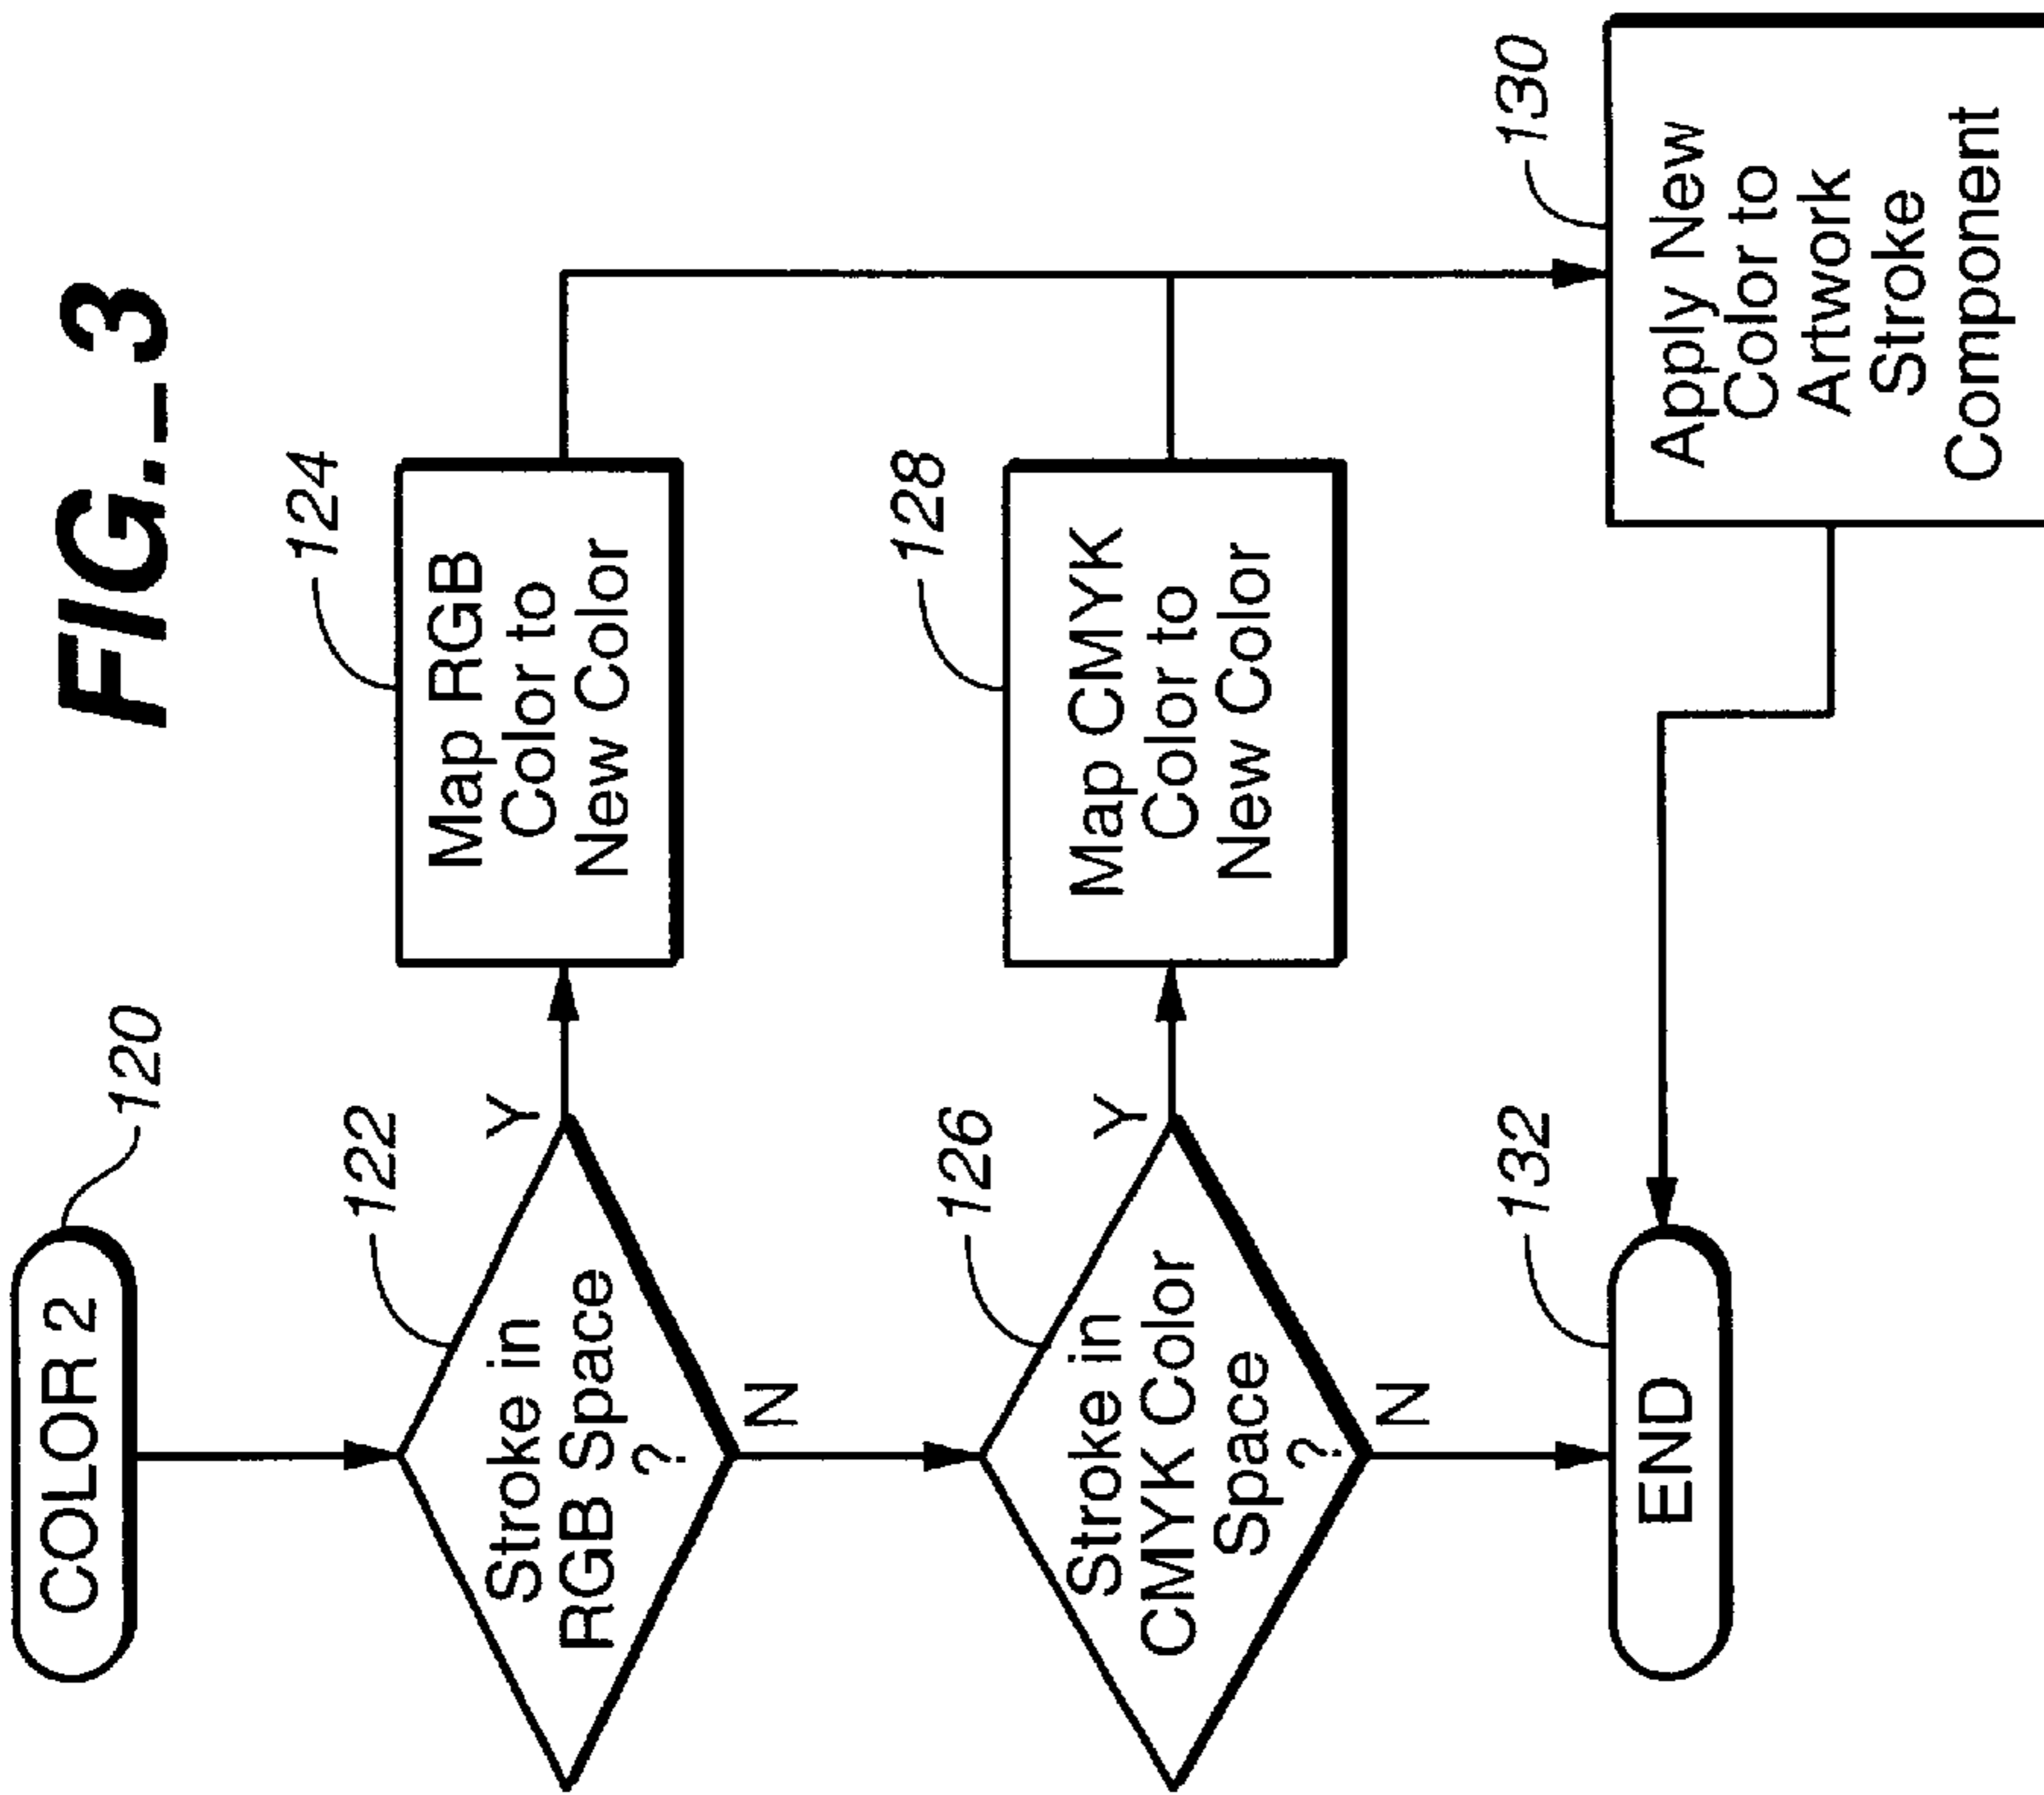 FIG._3
COLOR 2
120
122
Stroke in
RGB Space
?
Y
N
124
Map RGB
Color to
New Color
126
Stroke in
CMYK Color
Space
?
Y
N
128
Map CMYK
Color to
New Color
130
Apply New
Color to
Artwork
Stroke
Component
132
END